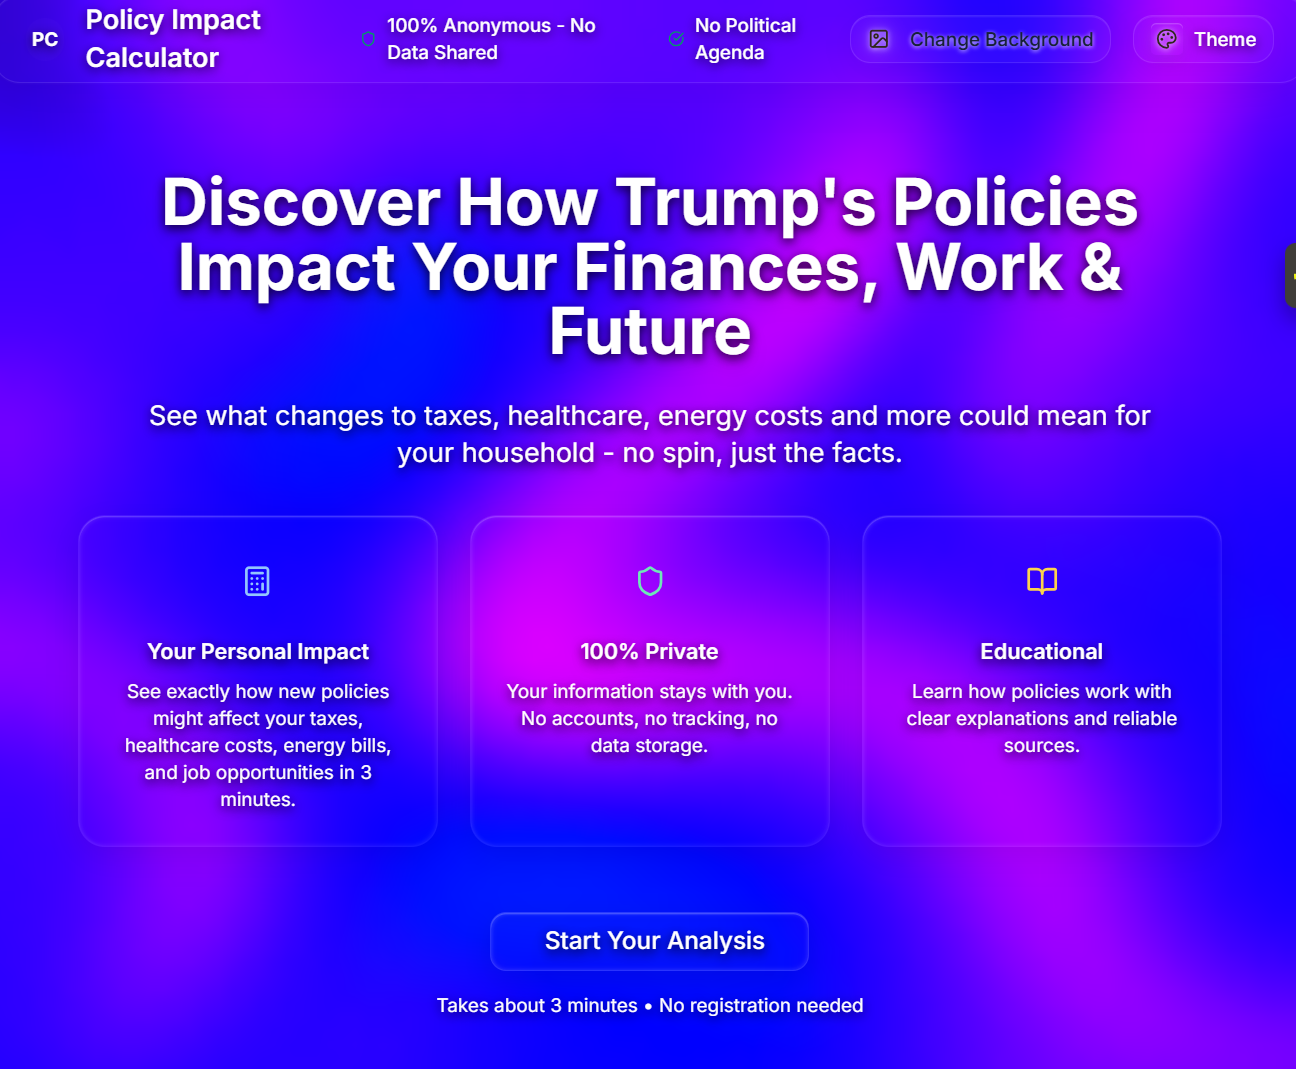 PC
Policy Impact
Calculator
100% Anonymous - No
Data Shared
No Political
Agenda
Change Background
Theme
Discover How Trump's Policies
Impact Your Finances, Work &
Future
See what changes to taxes, healthcare, energy costs and more could mean for
your household - no spin, just the facts.
Your Personal Impact
See exactly how new policies
might affect your taxes,
healthcare costs, energy bills,
and job opportunities in 3
minutes.
100% Private
Your information stays with you.
No accounts, no tracking, no
data storage.
Educational
Learn how policies work with
clear explanations and reliable
sources.
Start Your Analysis
Takes about 3 minutes • No registration needed